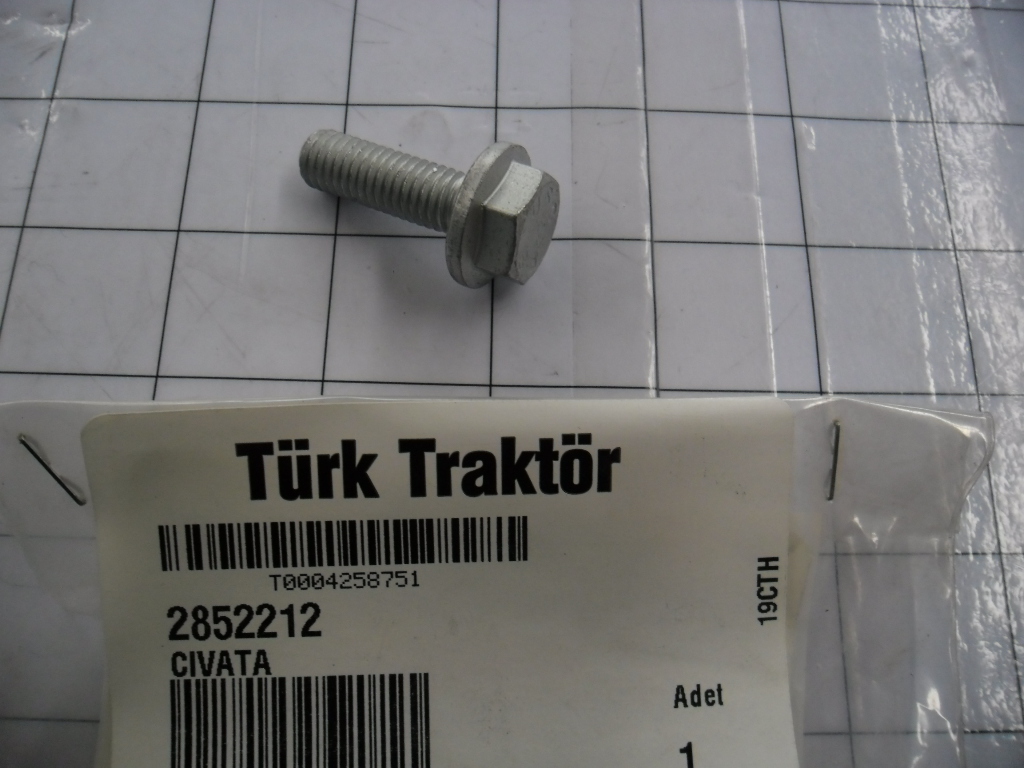 Türk Traktör
T0004258751
2852212
CIVATA
19CTH
Adet
1